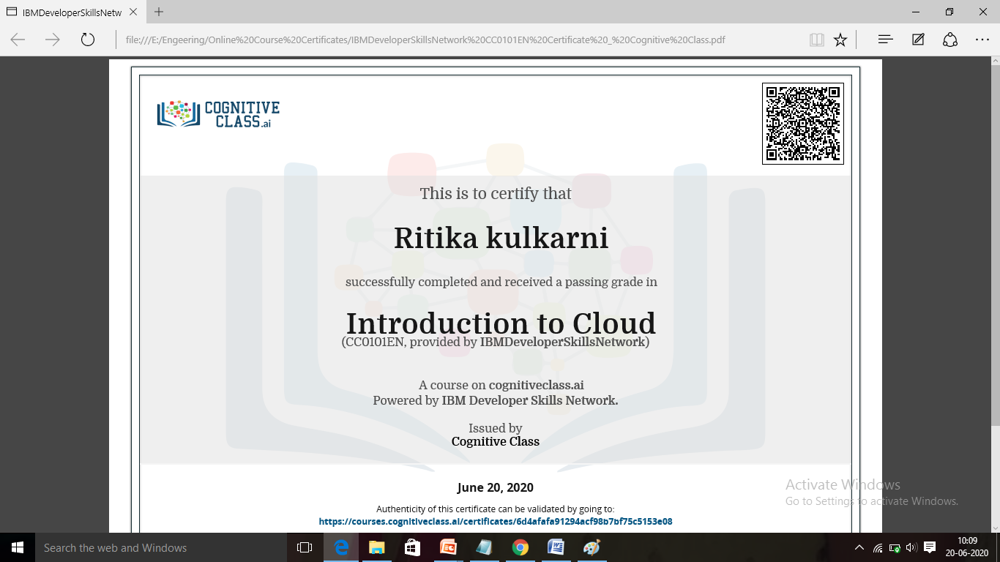 IBMDeveloperSkillsNetw
file:///E:/Engeering/Online%20Course%20Certificates/IBMDeveloperSkillsNetwork%20CC0101EN%20Certificate%20_%20Cognitive%20Class.pdf
COGNITIVE
CLASS.ai
This is to certify that
Ritika kulkarni
successfully completed and received a passing grade in
Introduction to Cloud
(CC0101EN, provided by IBMDeveloperSkillsNetwork)
A course on cognitiveclass.ai
Powered by IBM Developer Skills Network.
Issued by
Cognitive Class
June 20, 2020
Authenticity of this certificate can be validated by going to:
https://courses.cognitiveclass.ai/certificates/6d4afafa91294acf98b7bf75c5153e08
Activate Windows
Go to Settings to activate Windows.
Search the web and Windows
10:09
20-06-2020